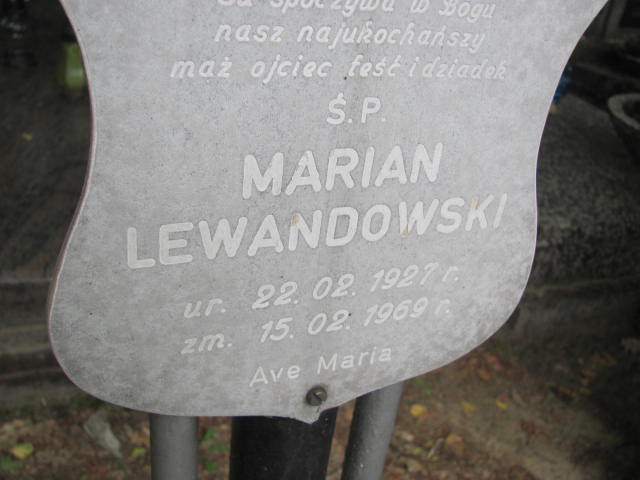 spoczywa w Bogu
nasz najukochańszy
mąż ojciec teść i dziadek
Ś.P.
MARIAN
LEWANDOWSKI
ur. 22.02.1927 r.
zm. 15.02.1969 r.
Ave Maria